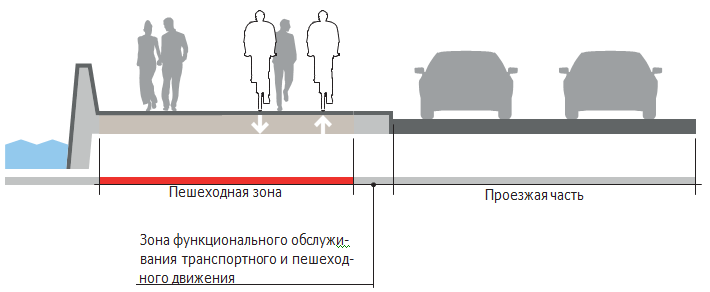 Пешеходная зона
Проезжая часть
Зона функционального обслужи-
вания транспортного и пешеход-
ного движения